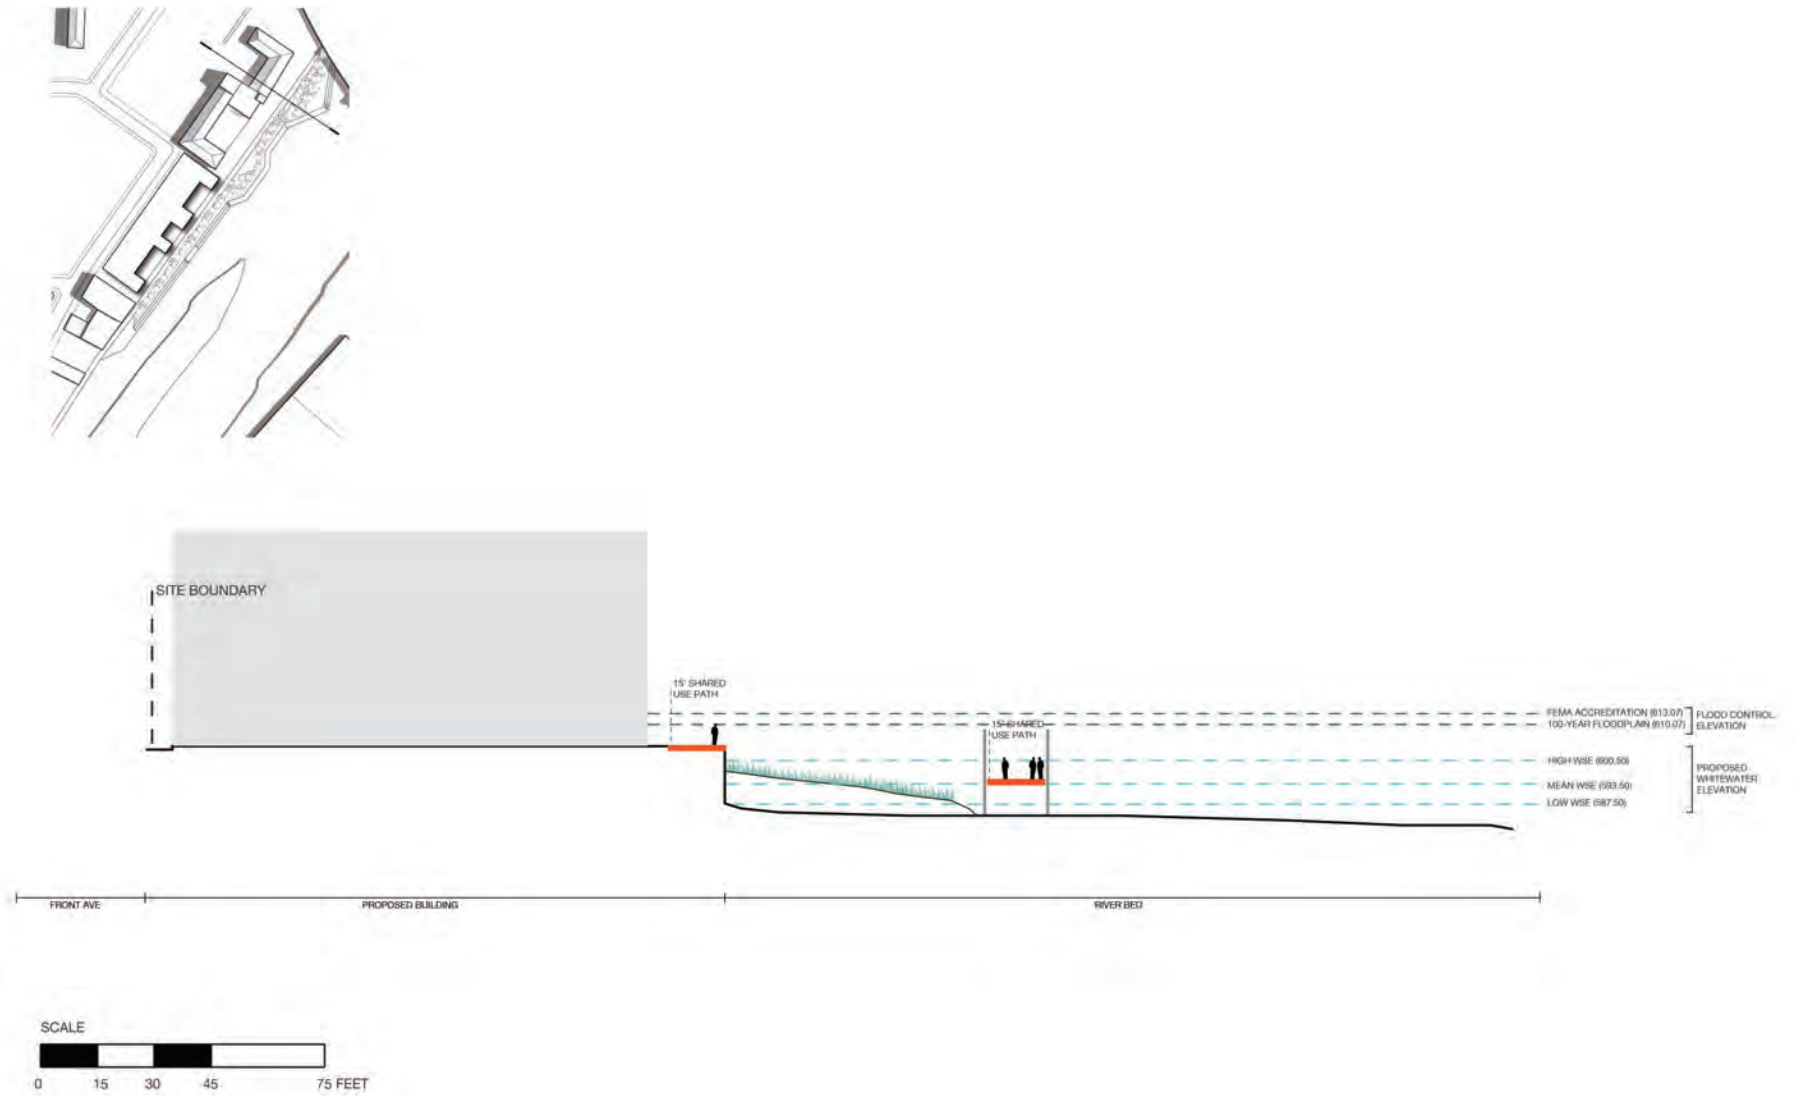 SITE BOUNDARY
15' SHARED
USE PATH
15' SHARED
USE PATH
FEMA ACCREDITATION (613.07)
100-YEAR FLOODPLAIN (610.07)
FLOOD CONTROL
ELEVATION
HIGH WSE (600.50)
MEAN WSE (593.50)
LOW WSE (587.50)
PROPOSED
WHITEWATER
ELEVATION
FRONT AVE
PROPOSED BUILDING
RIVER BED
SCALE
0 15 30 45 75 FEET